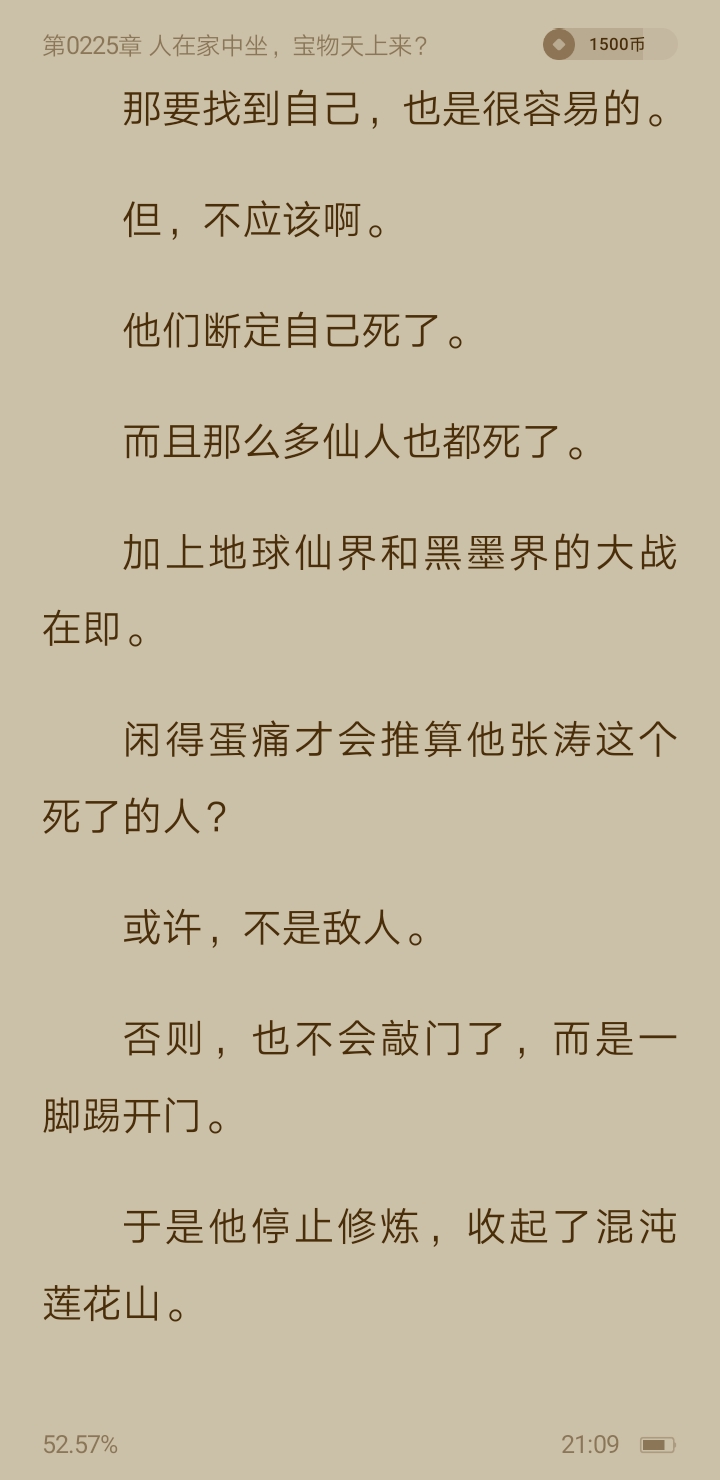 第0225章 人在家中坐，宝物天上来？
1500币
那要找到自己，也是很容易的。
但，不应该啊。
他们断定自己死了。
而且那么多仙人也都死了。
加上地球仙界和黑墨界的大战
在即。
闲得蛋痛才会推算他张涛这个
死了的人？
或许，不是敌人。
否则，也不会敲门了，而是一
脚踢开门。
于是他停止修炼，收起了混沌
莲花山。
52.57%
21:09